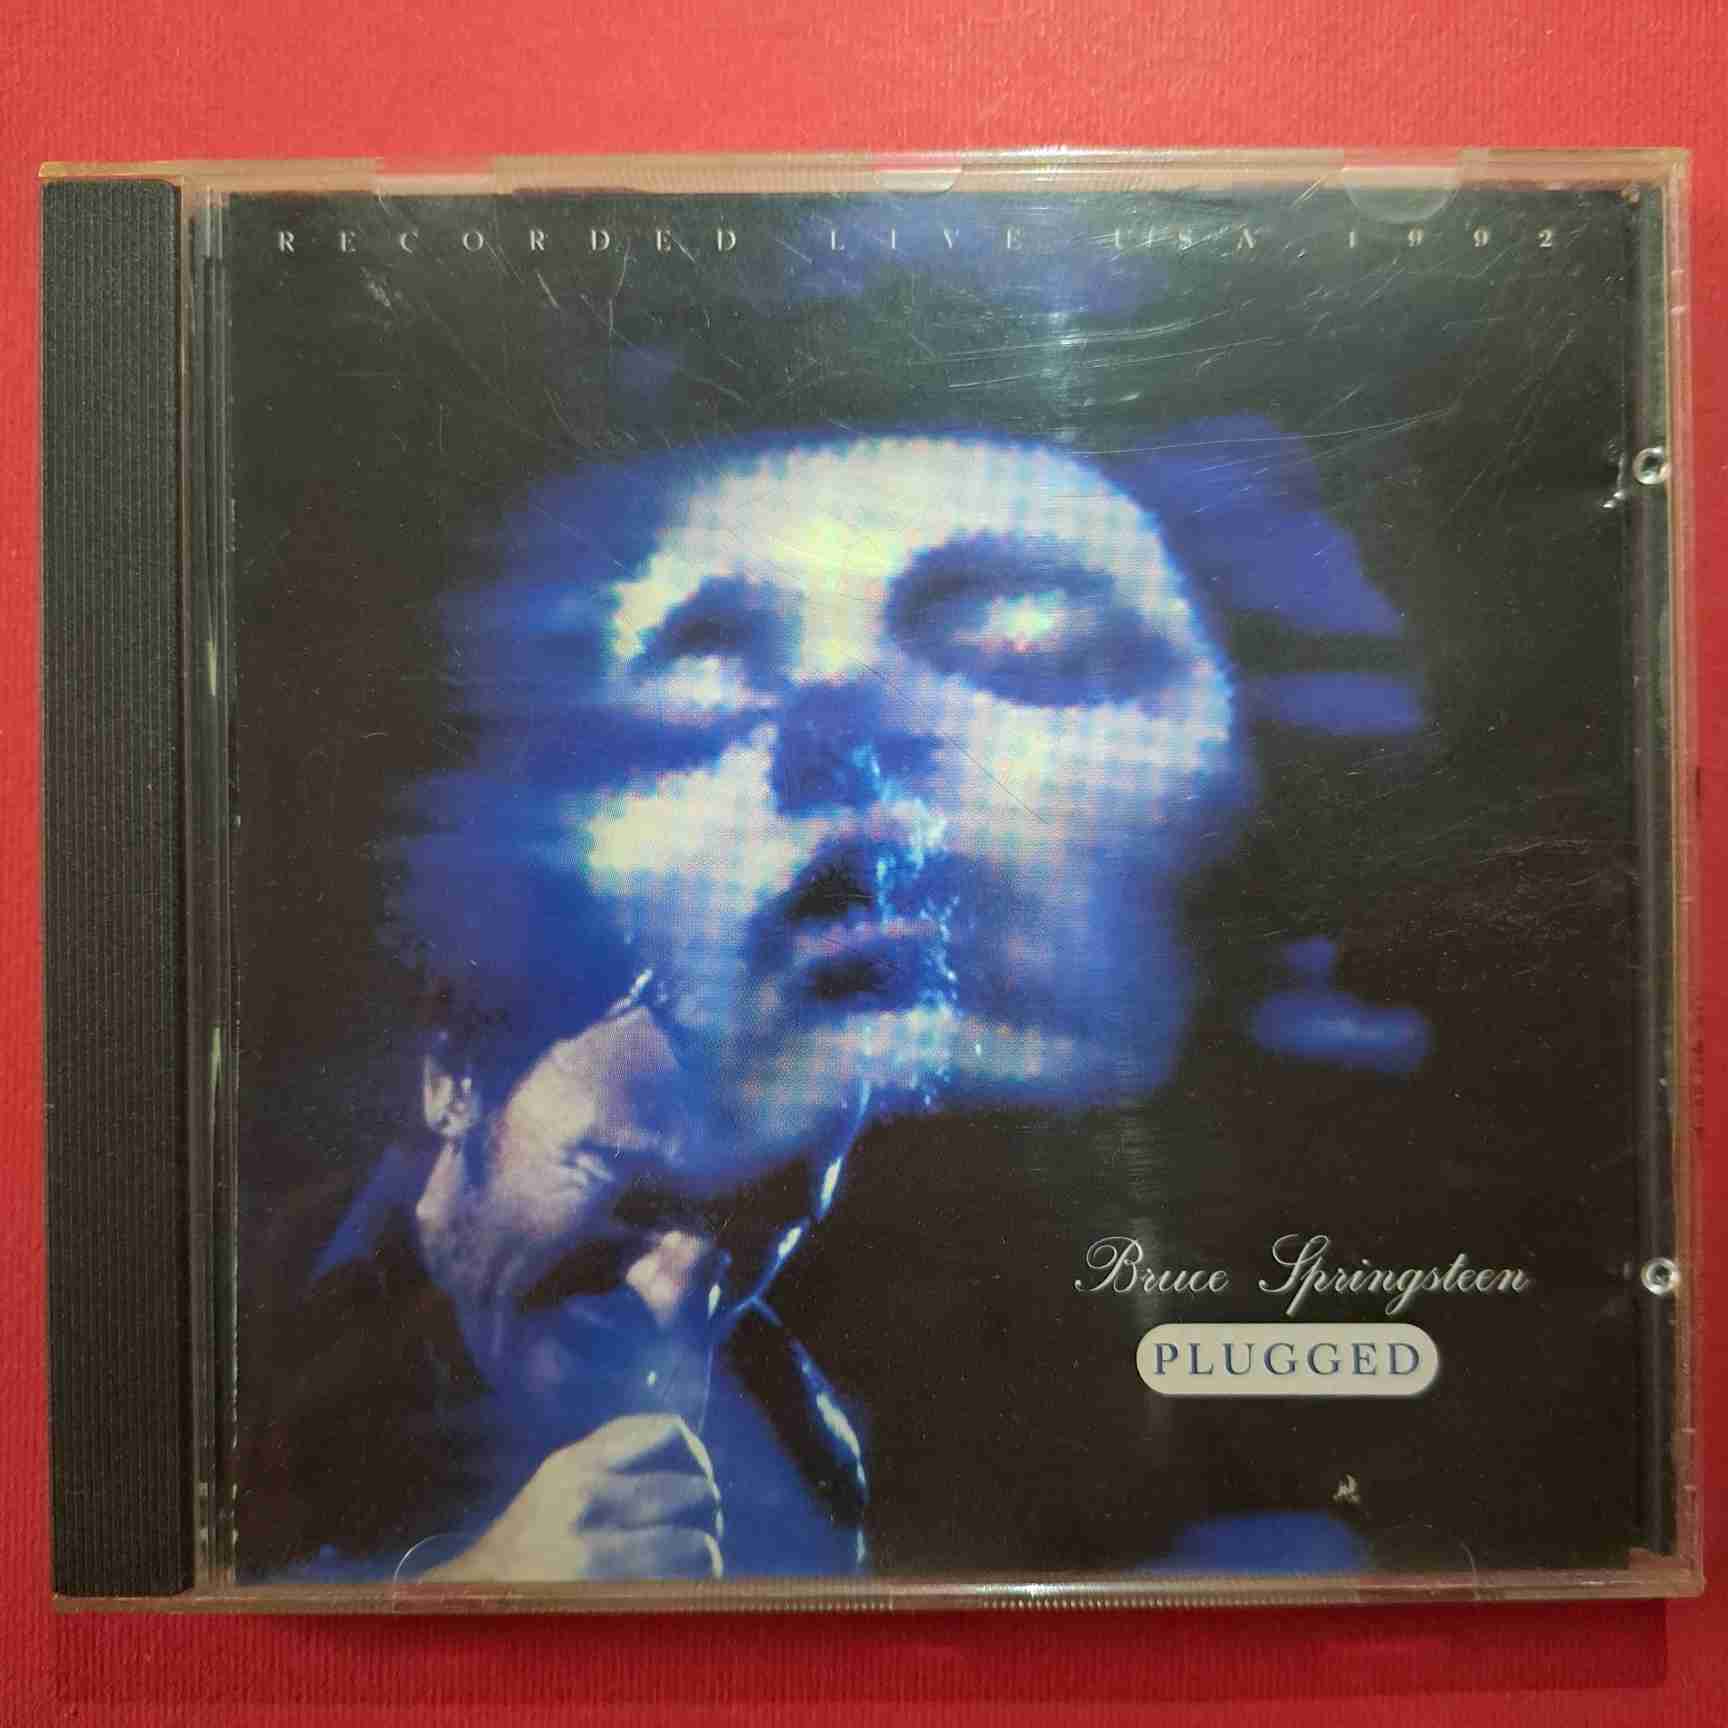 RECORDED LIVE USA 1992
Bruce Springsteen
PLUGGED